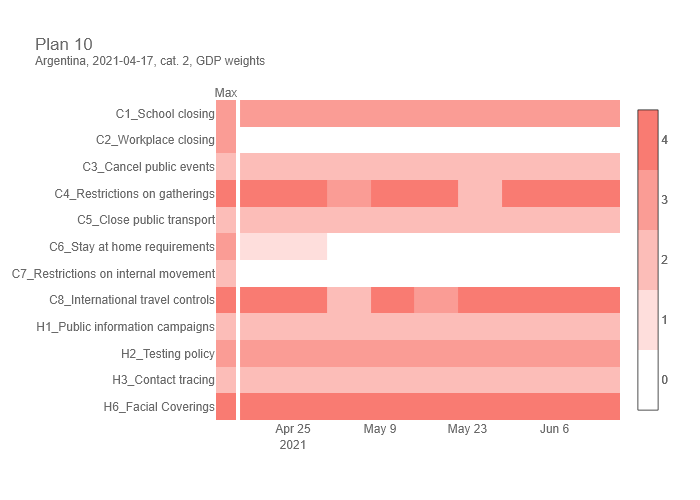 Plan 10
Argentina, 2021-04-17, cat. 2, GDP weights
Max
C1_School closing
C2_Workplace closing
C3_Cancel public events
C4_Restrictions on gatherings
C5_Close public transport
C6_Stay at home requirements
C7_Restrictions on internal movement
C8_International travel controls
H1_Public information campaigns
H2_Testing policy
H3_Contact tracing
H6_Facial Coverings
Apr 25 May 9 May 23 Jun 6
2021
4
3
2
1
0